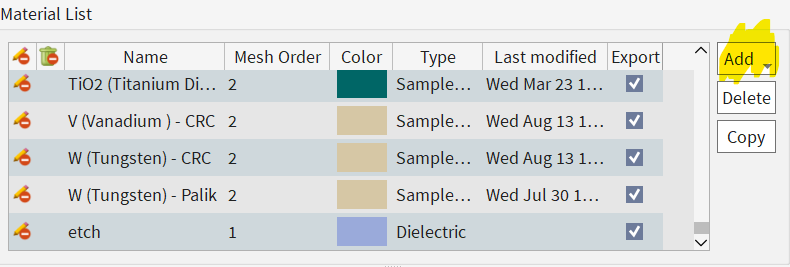 Material List
Name Mesh Order Color Type Last modified Export
TiO2 (Titanium Di... 2 Sample... Wed Mar 23 1...
V (Vanadium ) - CRC 2 Sample... Wed Aug 13 1...
W (Tungsten) - CRC 2 Sample... Wed Aug 13 1...
W (Tungsten) - Palik 2 Sample... Wed Jul 30 1...
etch 1 Dielectric
Add
Delete
Copy